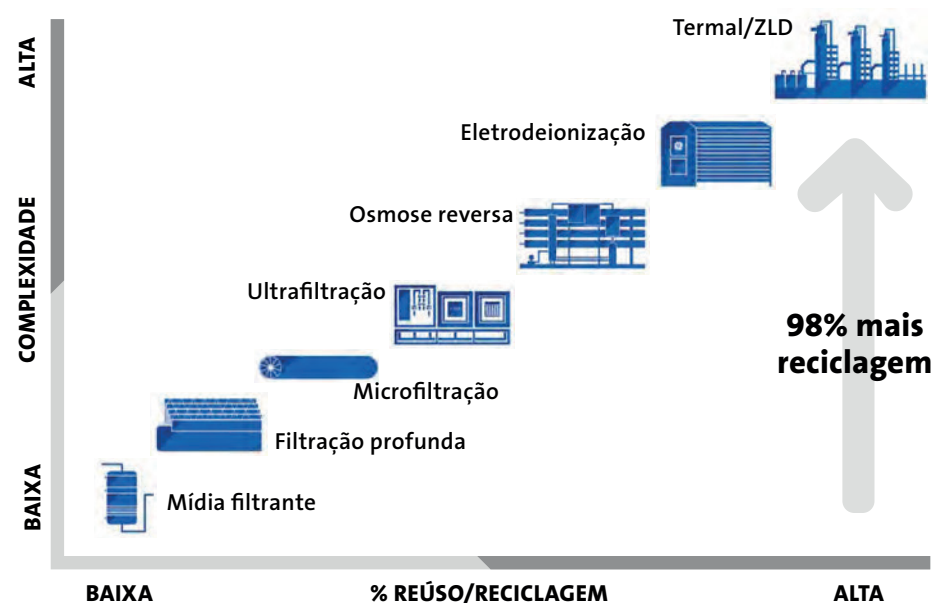 Termal/ZLD
Eletrodeionização
Osmose reversa
Ultrafiltração
Microfiltração
Filtração profunda
Mídia filtrante
98% mais
reciclagem
ALTA
COMPLEXIDADE
BAIXA
BAIXA
% REÚSO/RECICLAGEM
ALTA